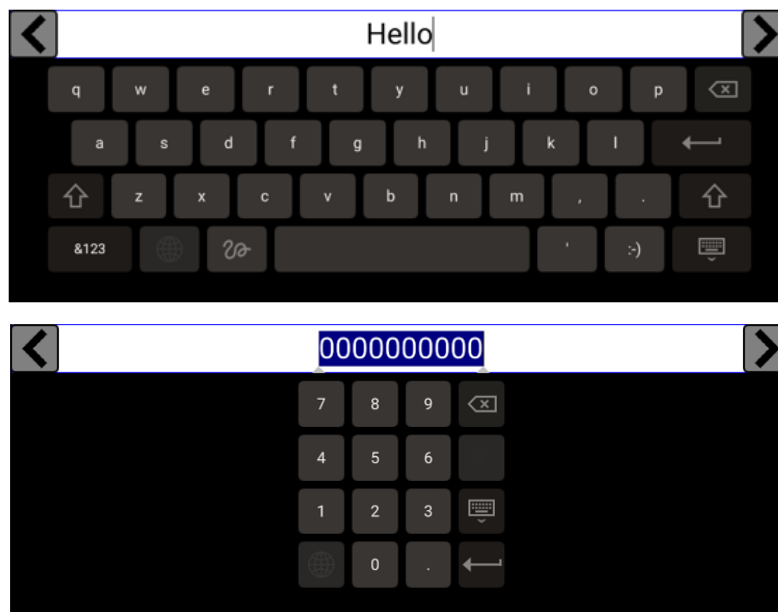 Hello
q w e r t y u i o p
a s d f g h j k l
z x c v b n m , .
&123 ' :-)
0000000000
7 8 9
4 5 6
1 2 3
0 .